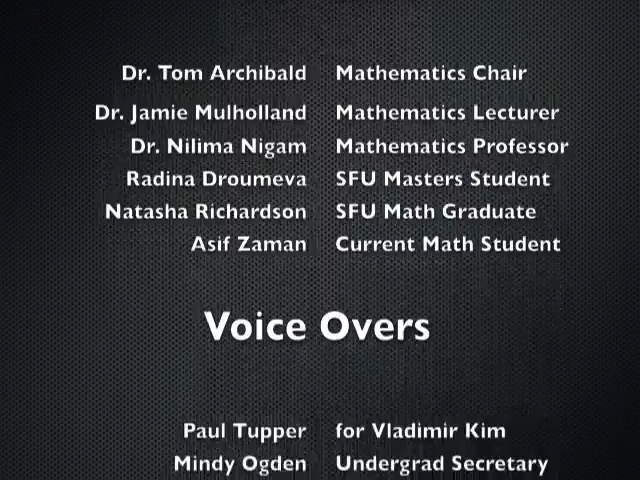 Dr. Tom Archibald Mathematics Chair
Dr. Jamie Mulholland Mathematics Lecturer
Dr. Nilima Nigam Mathematics Professor
Radina Droumeva SFU Masters Student
Natasha Richardson SFU Math Graduate
Asif Zaman Current Math Student
Voice Overs
Paul Tupper for Vladimir Kim
Mindy Ogden Undergrad Secretary